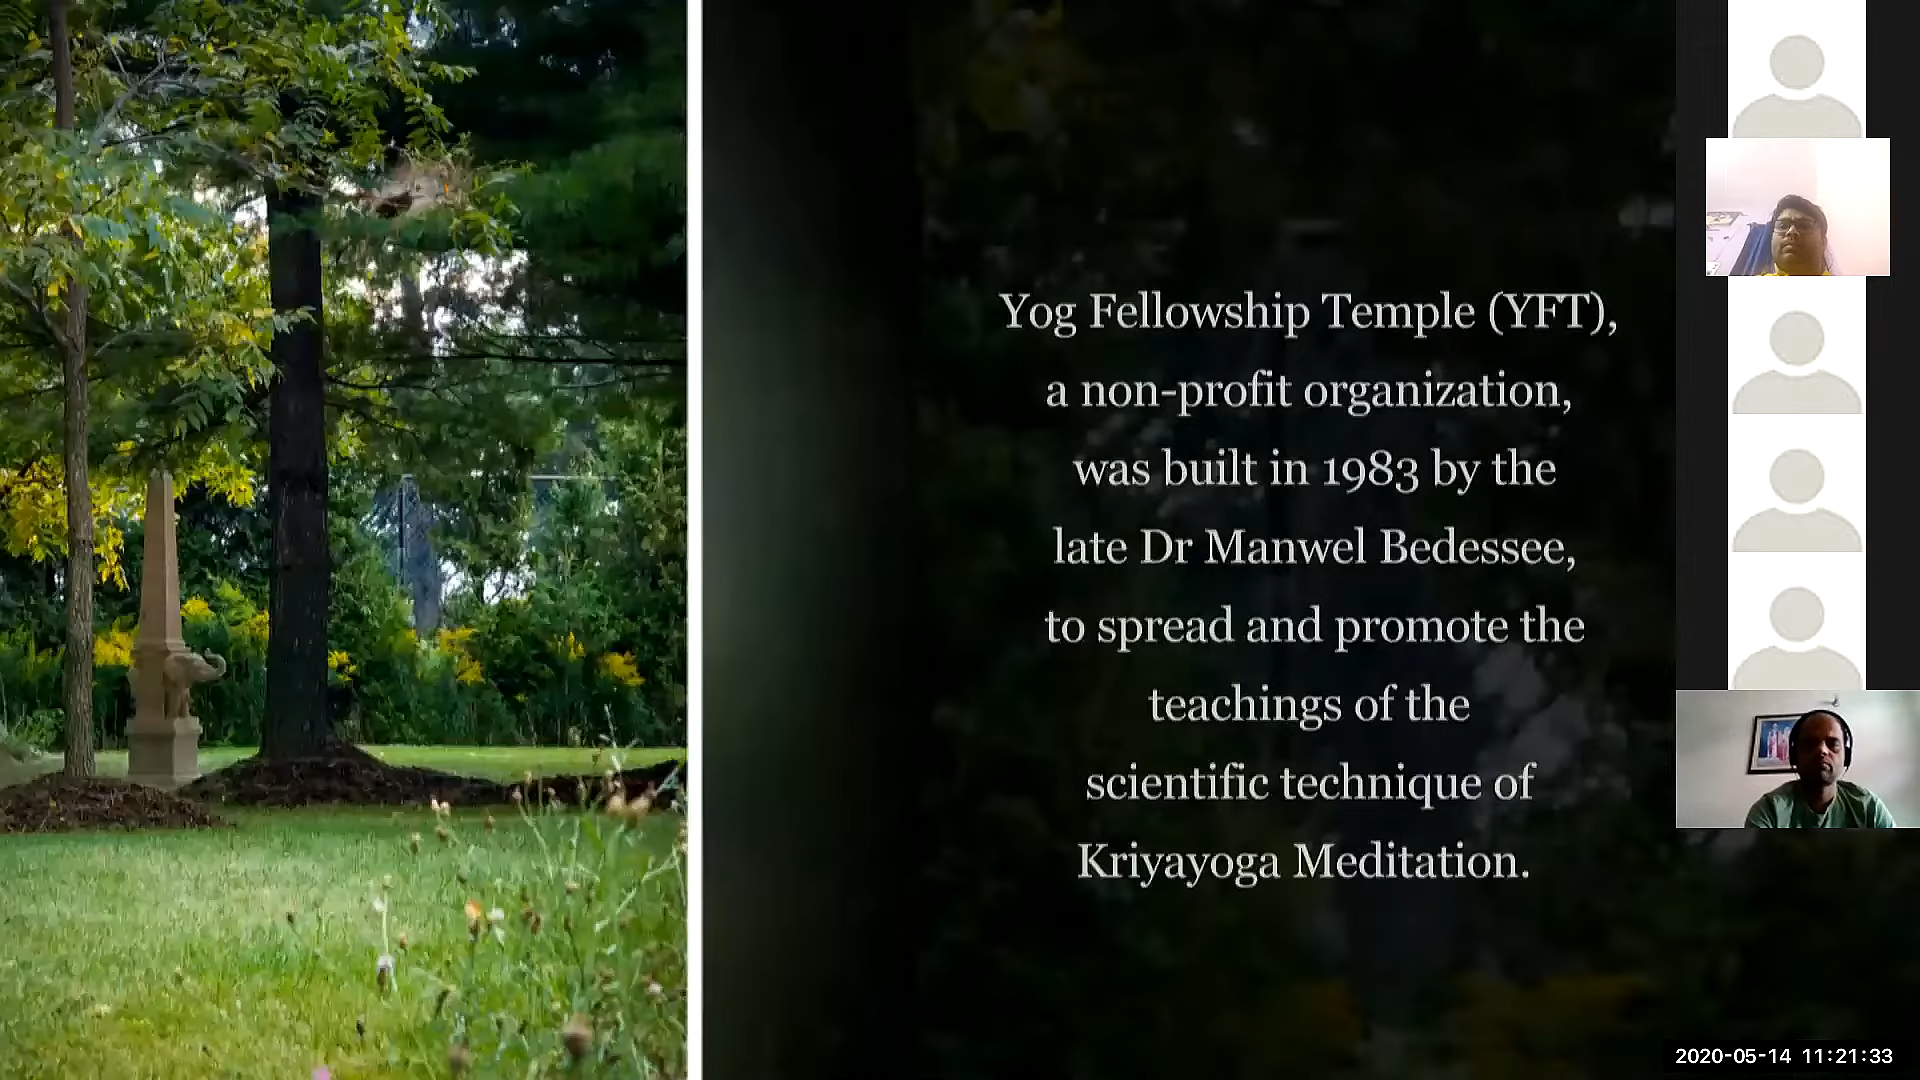 Yog Fellowship Temple (YFT),
a non-profit organization,
was built in 1983 by the
late Dr Manwel Bedessee,
to spread and promote the
teachings of the
scientific technique of
Kriyayoga Meditation.
2020-05-14 11:21:33